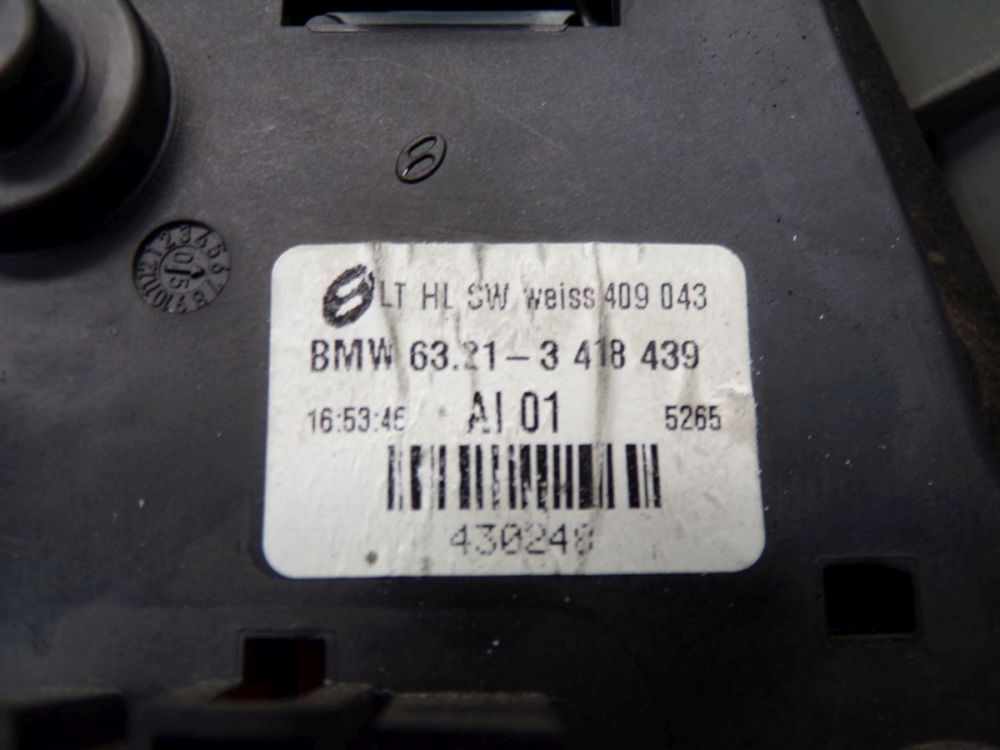 LT HL SW weiss 409 043
BMW 63.21-3 418 439
16:53:46 AI 01 5265
430248